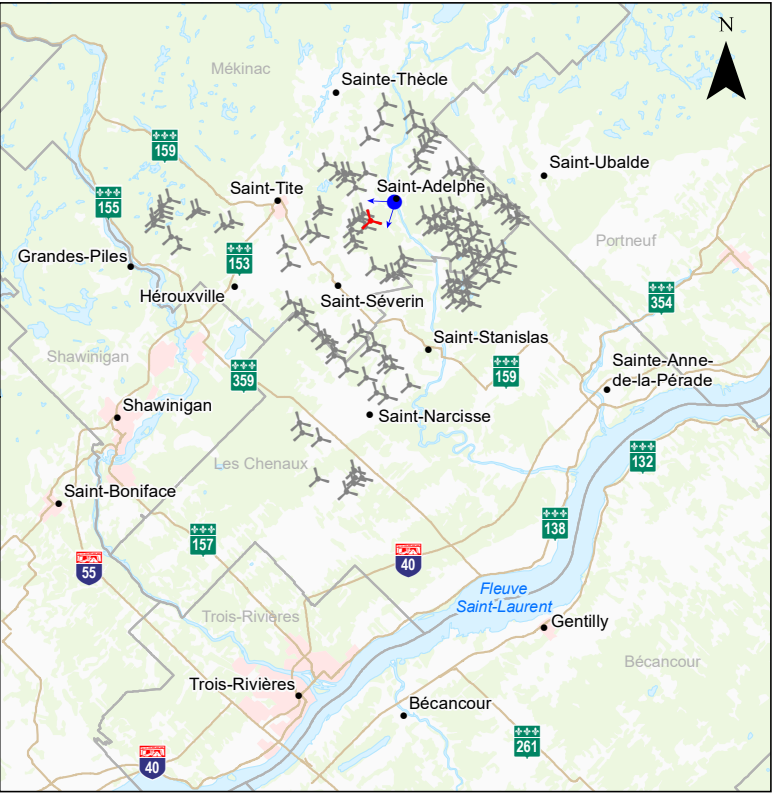 N
Mékinac
Sainte-Thècle
159
Saint-Ubalde
Saint-Tite
Saint-Adelphe
155
Portneuf
Grandes-Piles
153
Hérouxville
Saint-Séverin
354
Saint-Stanislas
Shawinigan
Sainte-Anne-
de-la-Pérade
359
159
Shawinigan
Saint-Narcisse
132
Les Chenaux
Saint-Boniface
138
157
40
55
Fleuve
Saint-Laurent
Trois-Rivières
Gentilly
Bécancour
Trois-Rivières
Bécancour
261
40